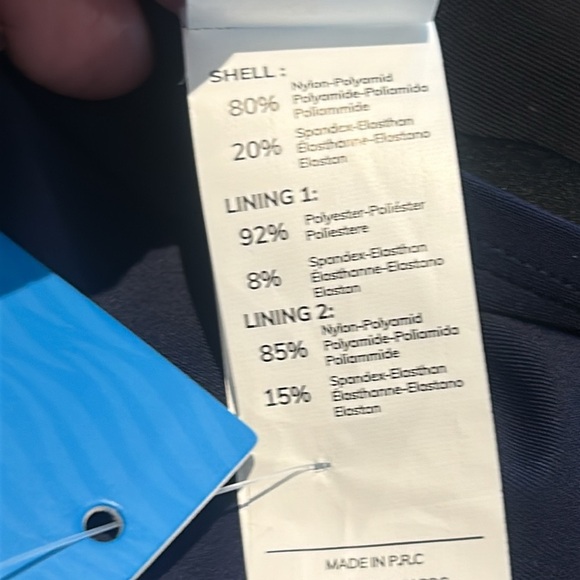 SHELL :
80% Nylon-Polyamid
Polyamide-Poliamida
Poliammide
20% Spandex-Elasthan
Élasthanne-Elastano
Elastan
LINING 1:
92% Polyester-Poliéster
Poliestere
8% Spandex-Elasthan
Élasthanne-Elastano
Elastan
LINING 2:
85% Nylon-Polyamid
Polyamide-Poliamida
Poliammide
15% Spandex-Elasthan
Élasthanne-Elastano
Elastan
MADE IN P.R.C